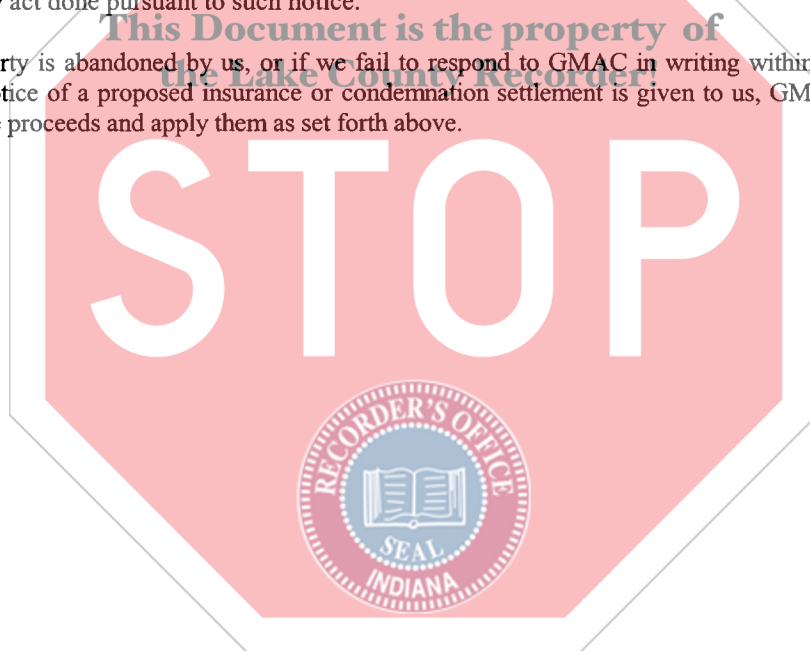 act done pursuant to such notice.
This Document is the property of
rty is abandoned by us, or if we fail to respond to GMAC in writing within
the Lake County Recorder!
tice of a proposed insurance or condemnation settlement is given to us, GM
proceeds and apply them as set forth above.
STOP
RECORDER'S OFFICE
SEAL
INDIANA